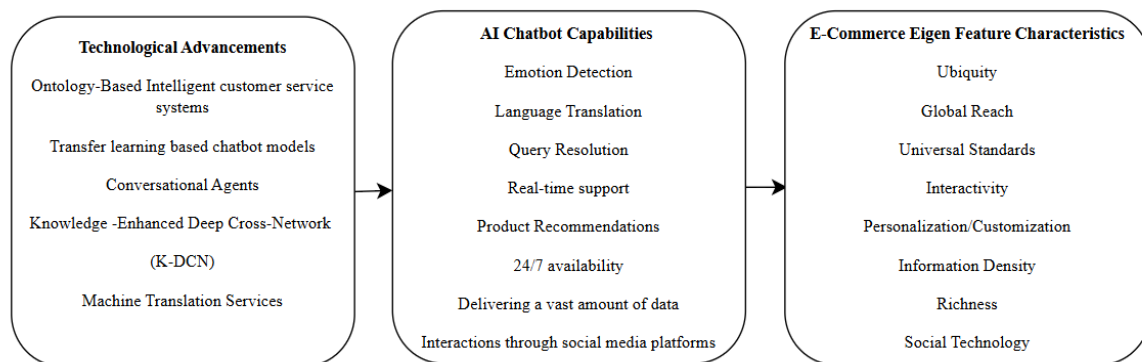 Technological Advancements
Ontology-Based Intelligent customer service
systems
Transfer learning based chatbot models
Conversational Agents
Knowledge -Enhanced Deep Cross-Network
(K-DCN)
Machine Translation Services
AI Chatbot Capabilities
Emotion Detection
Language Translation
Query Resolution
Real-time support
Product Recommendations
24/7 availability
Delivering a vast amount of data
Interactions through social media platforms
E-Commerce Eigen Feature Characteristics
Ubiquity
Global Reach
Universal Standards
Interactivity
Personalization/Customization
Information Density
Richness
Social Technology